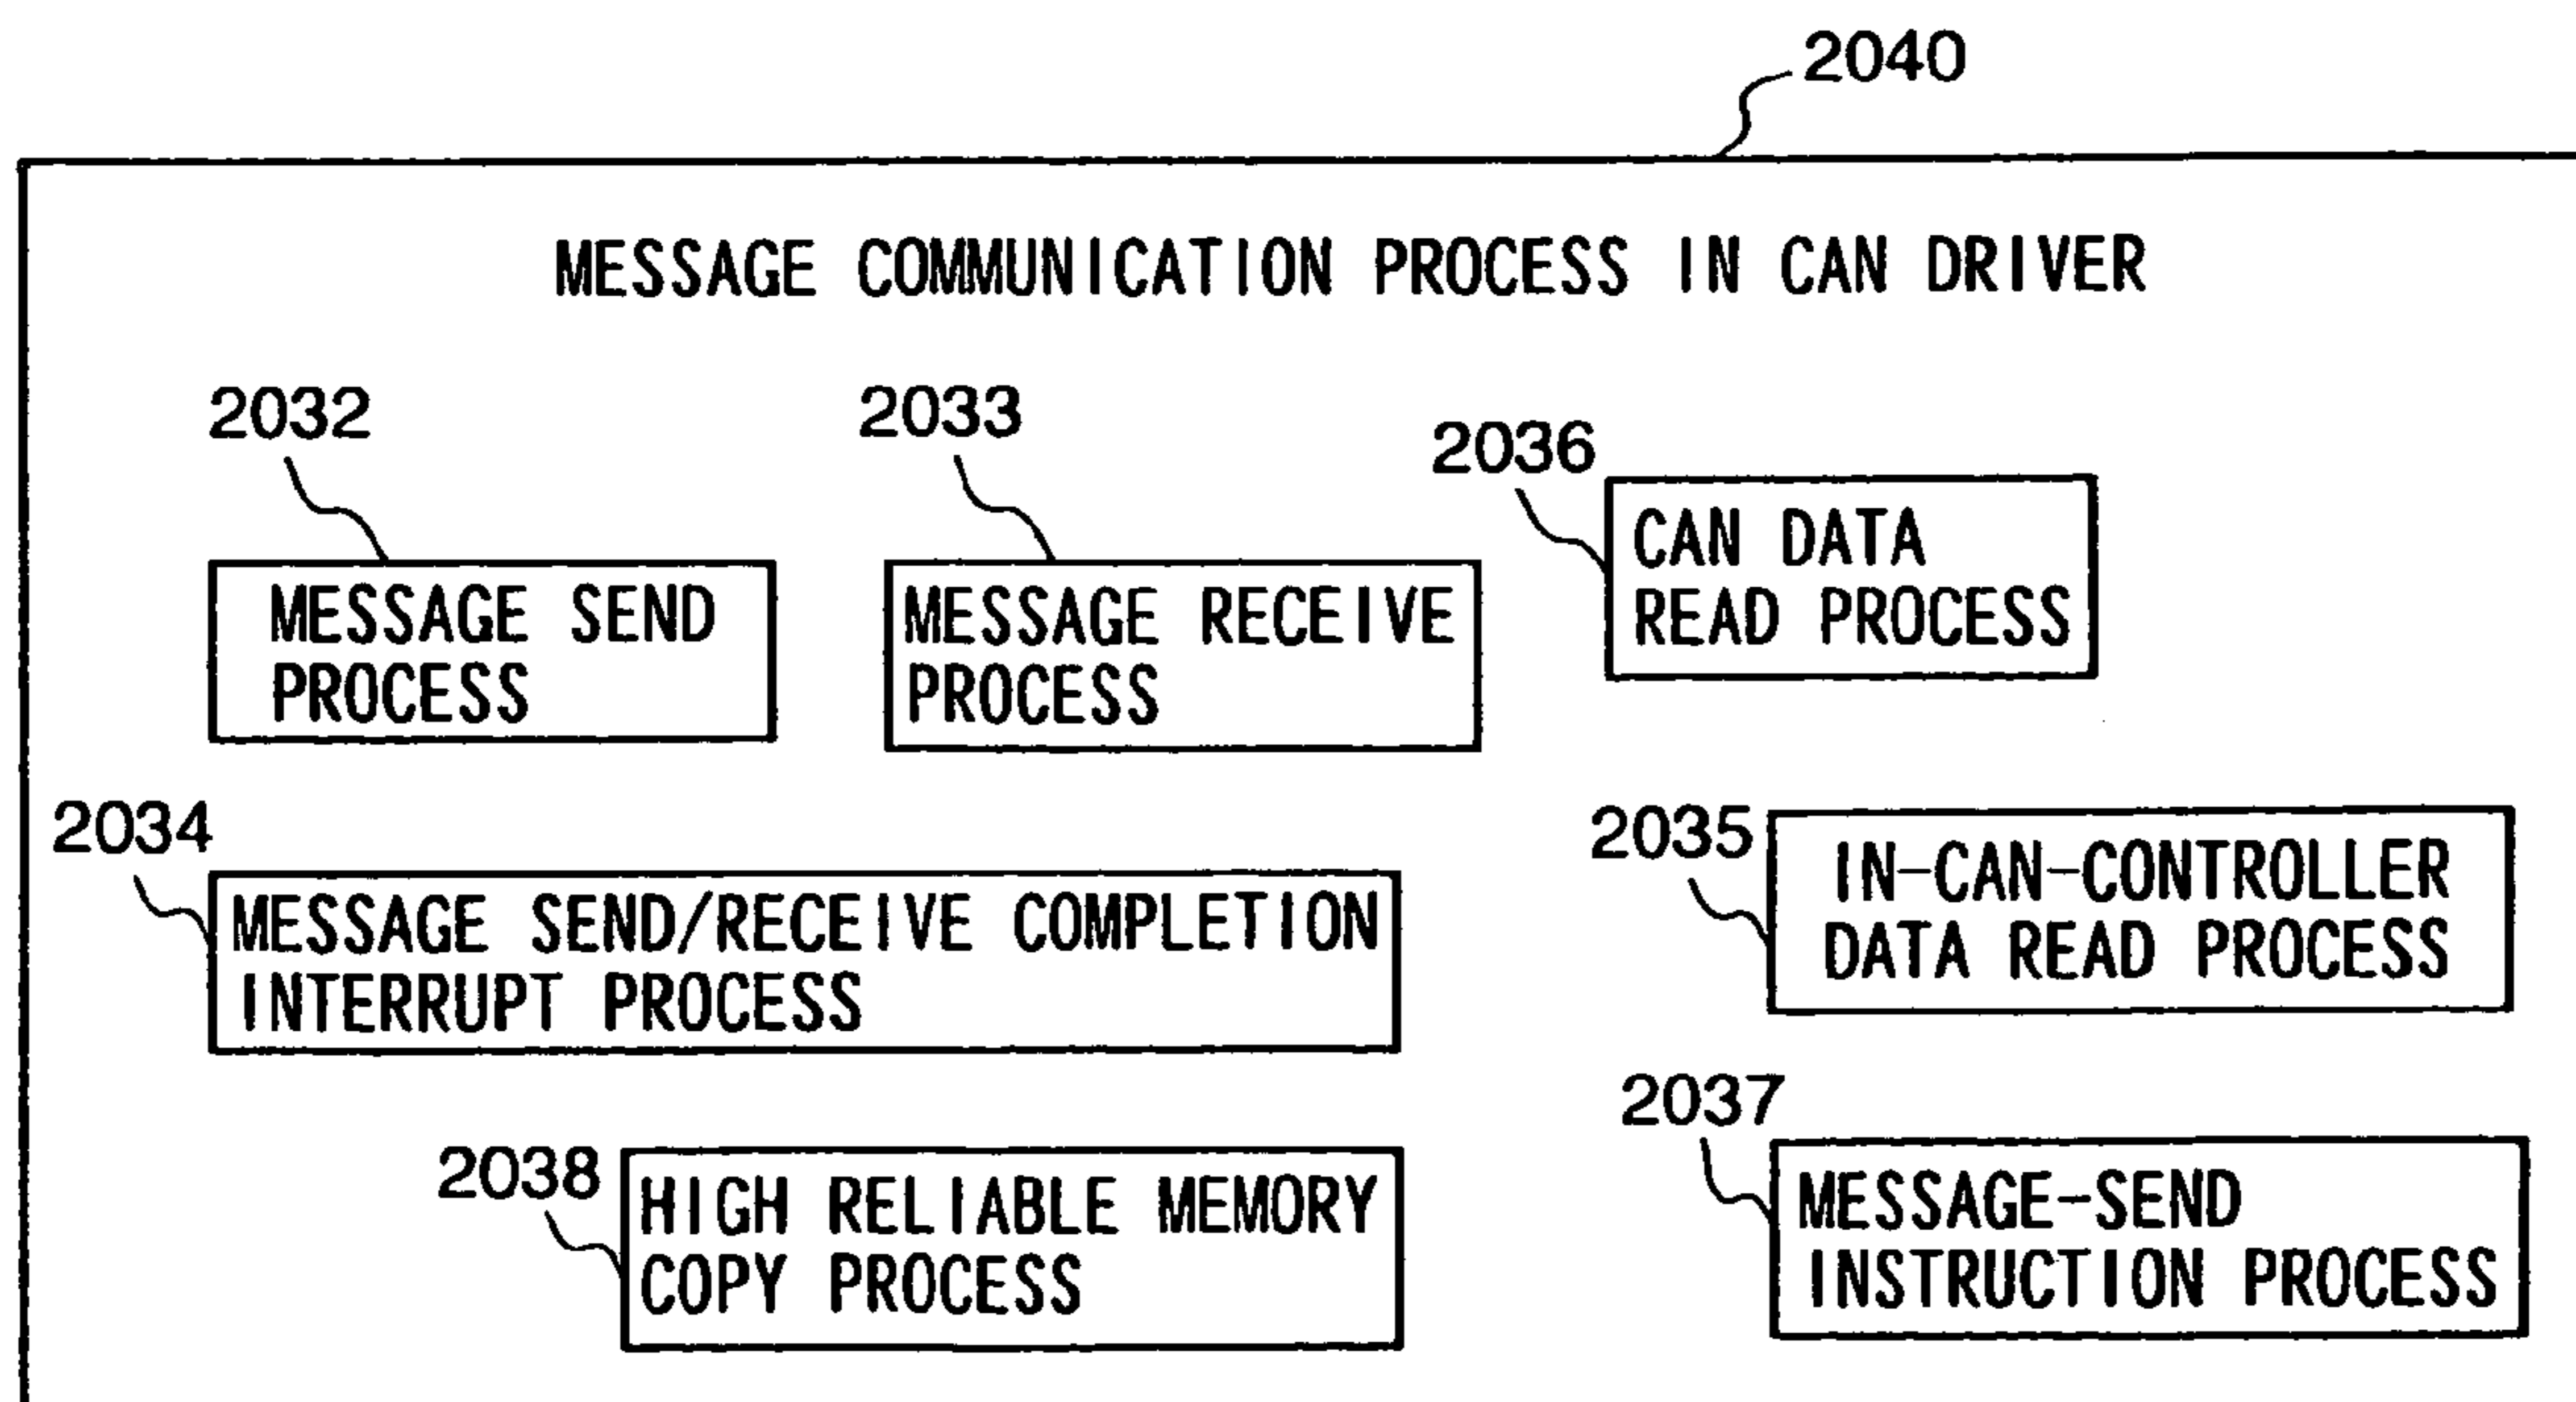 2040
MESSAGE COMMUNICATION PROCESS IN CAN DRIVER
2032
MESSAGE SEND
PROCESS
2033
MESSAGE RECEIVE
PROCESS
2036
CAN DATA
READ PROCESS
2034
MESSAGE SEND/RECEIVE COMPLETION
INTERRUPT PROCESS
2035
IN-CAN-CONTROLLER
DATA READ PROCESS
2038
HIGH RELIABLE MEMORY
COPY PROCESS
2037
MESSAGE-SEND
INSTRUCTION PROCESS